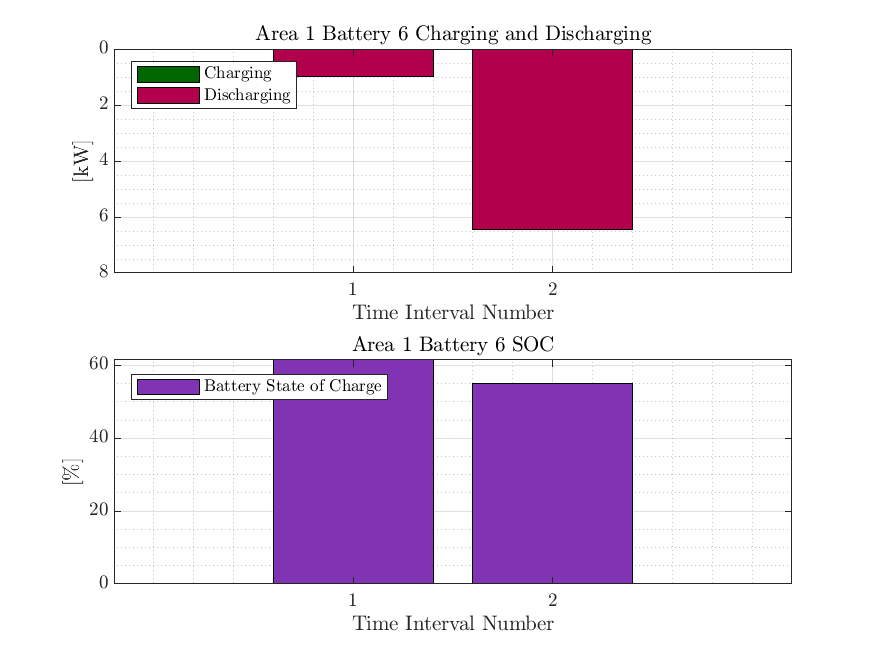 Area 1 Battery 6 Charging and Discharging
0
2
4
6
8
[kW]
Charging
Discharging
1
2
Time Interval Number
Area 1 Battery 6 SOC
60
40
20
0
[%]
Battery State of Charge
1
2
Time Interval Number